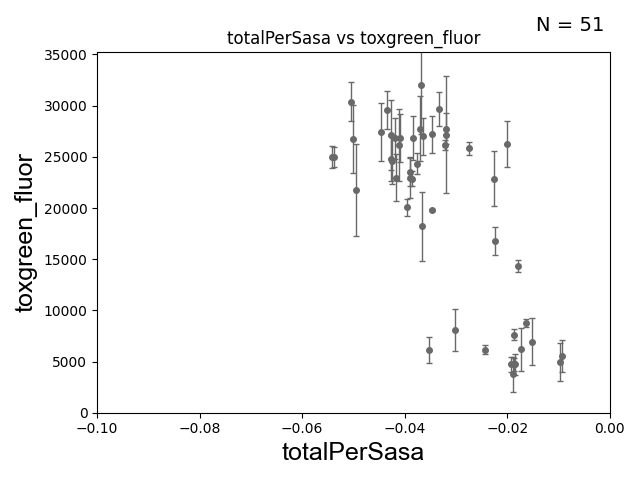 N = 51
totalPerSasa vs toxgreen_fluor
35000
30000
25000
20000
15000
10000
5000
0
toxgreen_fluor
−0.10 −0.08 −0.06 −0.04 −0.02 0.00
totalPerSasa